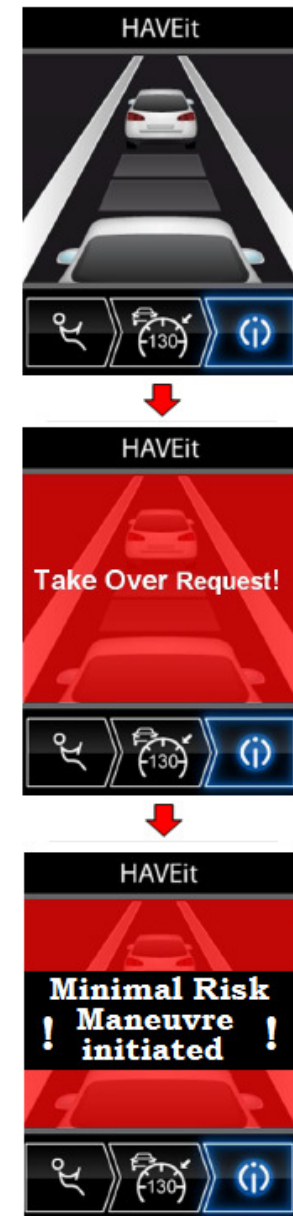 HAVEit
130
HAVEit
Take Over Request!
130
HAVEit
Minimal Risk
! Maneuvre !
initiated
130